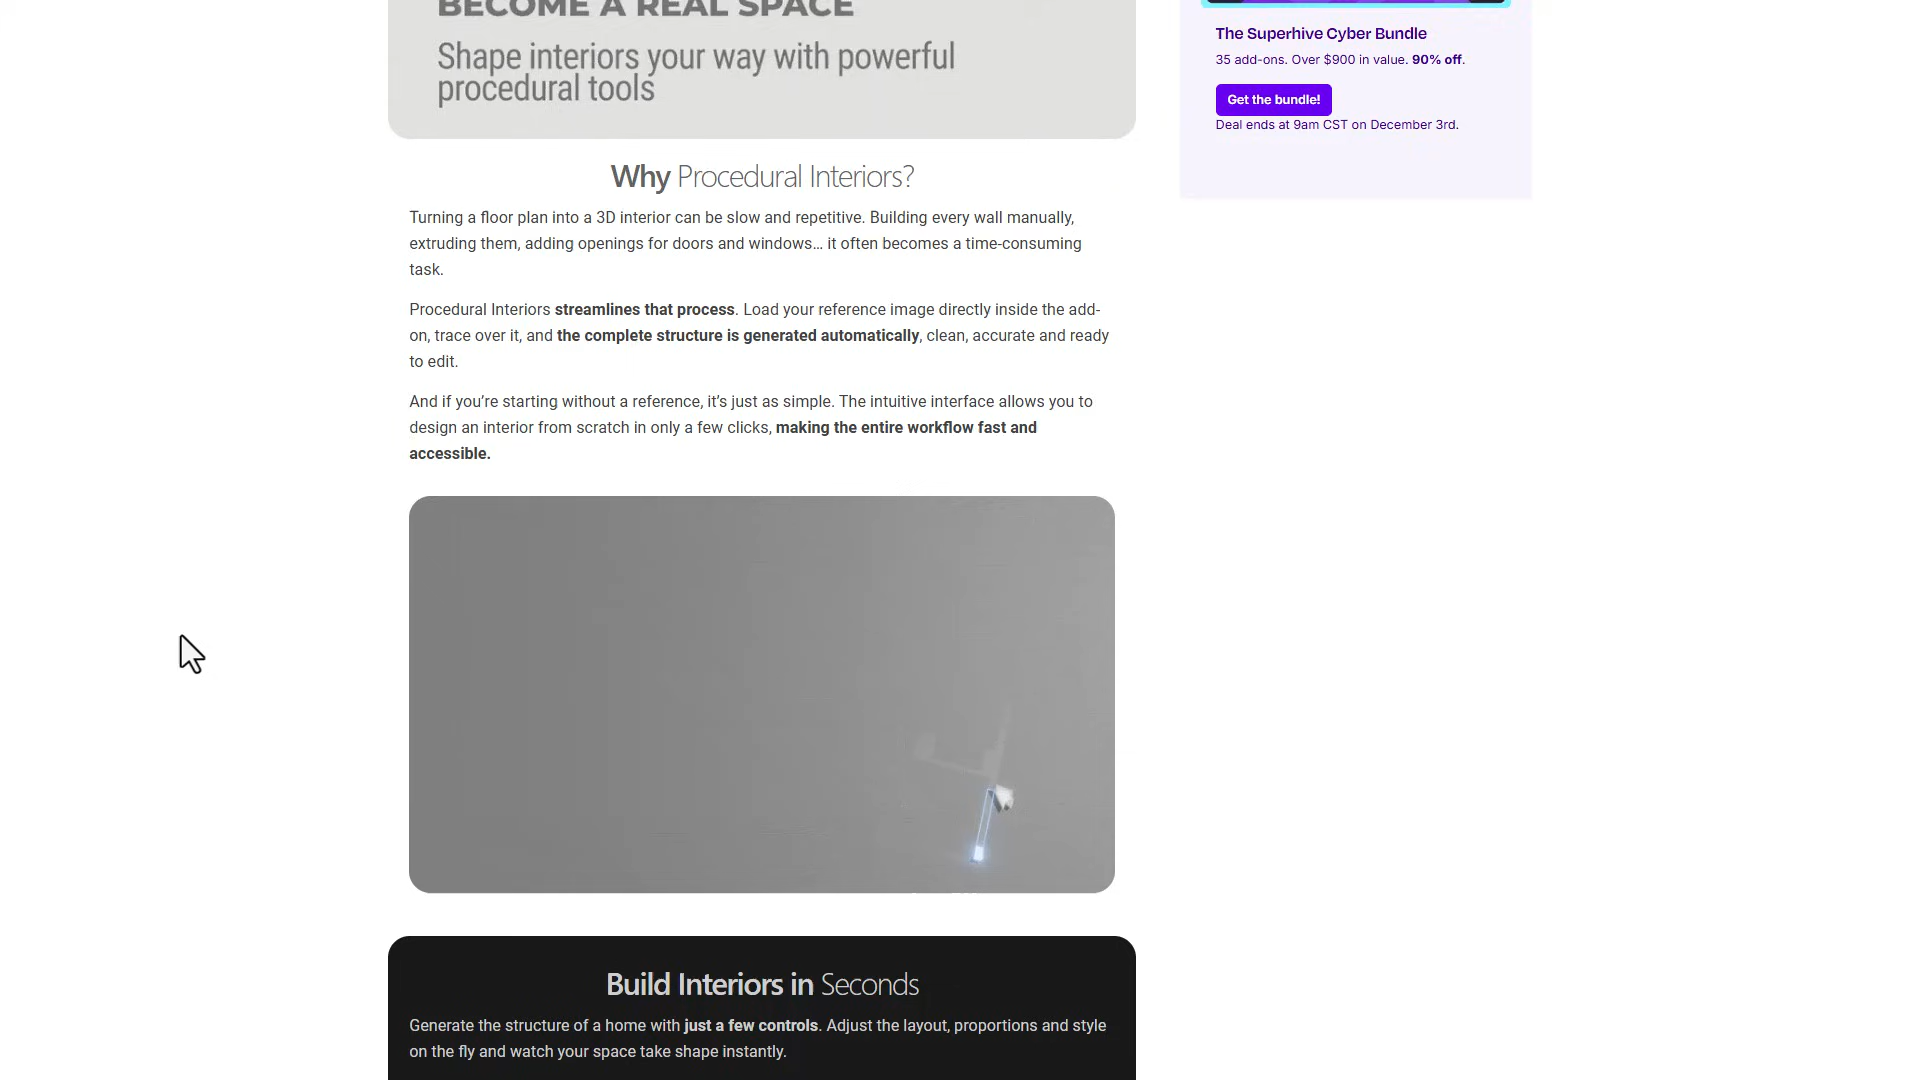 BECOME A REAL SPACE
Shape interiors your way with powerful
procedural tools
The Superhive Cyber Bundle
35 add-ons. Over $900 in value. 90% off.
Get the bundle!
Deal ends at 9am CST on December 3rd.
Why Procedural Interiors?
Turning a floor plan into a 3D interior can be slow and repetitive. Building every wall manually,
extruding them, adding openings for doors and windows… it often becomes a time-consuming
task.
Procedural Interiors streamlines that process. Load your reference image directly inside the add-
on, trace over it, and the complete structure is generated automatically, clean, accurate and ready
to edit.
And if you’re starting without a reference, it’s just as simple. The intuitive interface allows you to
design an interior from scratch in only a few clicks, making the entire workflow fast and
accessible.
Build Interiors in Seconds
Generate the structure of a home with just a few controls. Adjust the layout, proportions and style
on the fly and watch your space take shape instantly.